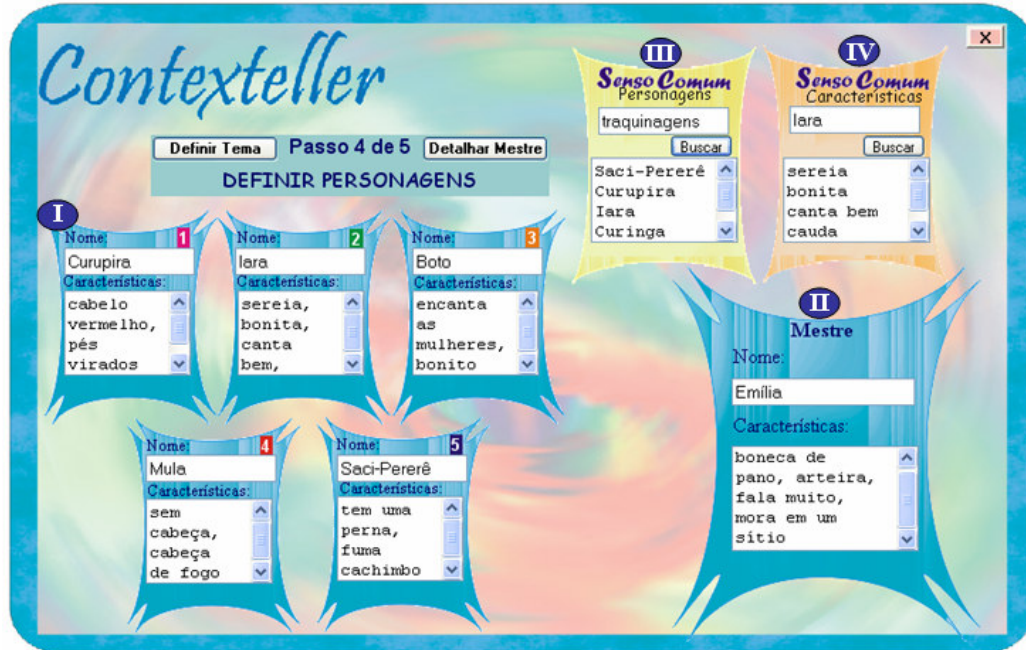 Contexteller
X
Definir Tema Passo 4 de 5 Detalhar Mestre
DEFINIR PERSONAGENS
III
Senso Comum
Personagens
traquinagens
Buscar
Saci-Pererê
Curupira
Iara
Curinga
IV
Senso Comum
Características
Iara
Buscar
sereia
bonita
canta bem
cauda
I
Nome: 1
Curupira
Características:
cabelo
vermelho,
pés
virados
Nome: 2
Iara
Características:
sereia,
bonita,
canta
bem,
Nome: 3
Boto
Características:
encanta
as
mulheres,
bonito
II
Mestre
Nome:
Emília
Características:
boneca de
pano, arteira,
fala muito,
mora em um
sítio
Nome: 4
Mula
Características:
sem
cabeça,
cabeça
de fogo
Nome: 5
Saci-Pererê
Características:
tem uma
perna,
fuma
cachimbo